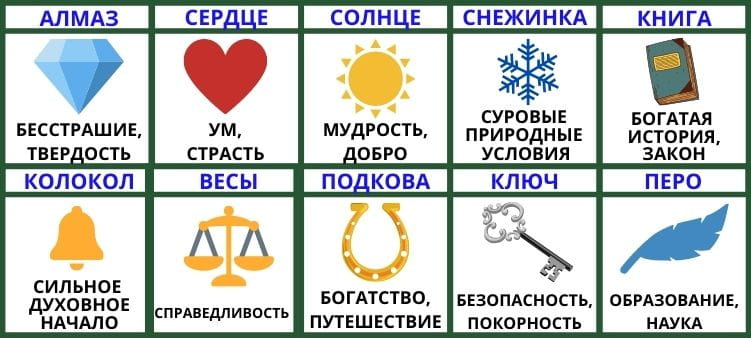 АЛМАЗ
СЕРДЦЕ
СОЛНЦЕ
СНЕЖИНКА
КНИГА
БЕССТРАШИЕ,
ТВЕРДОСТЬ
УМ,
СТРАСТЬ
МУДРОСТЬ,
ДОБРО
СУРОВЫЕ
ПРИРОДНЫЕ
УСЛОВИЯ
БОГАТАЯ
ИСТОРИЯ,
ЗАКОН
КОЛОКОЛ
ВЕСЫ
ПОДКОВА
КЛЮЧ
ПЕРО
СИЛЬНОЕ
ДУХОВНОЕ
НАЧАЛО
СПРАВЕДЛИВОСТЬ
БОГАТСТВО,
ПУТЕШЕСТВИЕ
БЕЗОПАСНОСТЬ,
ПОКОРНОСТЬ
ОБРАЗОВАНИЕ,
НАУКА